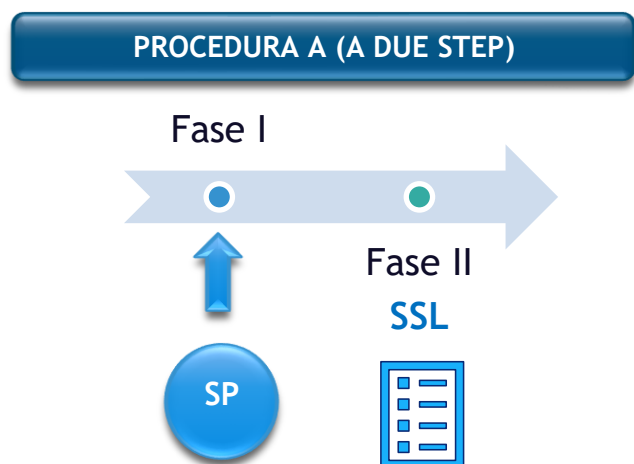 PROCEDURA A (A DUE STEP)
Fase I
Fase II
SSL
SP